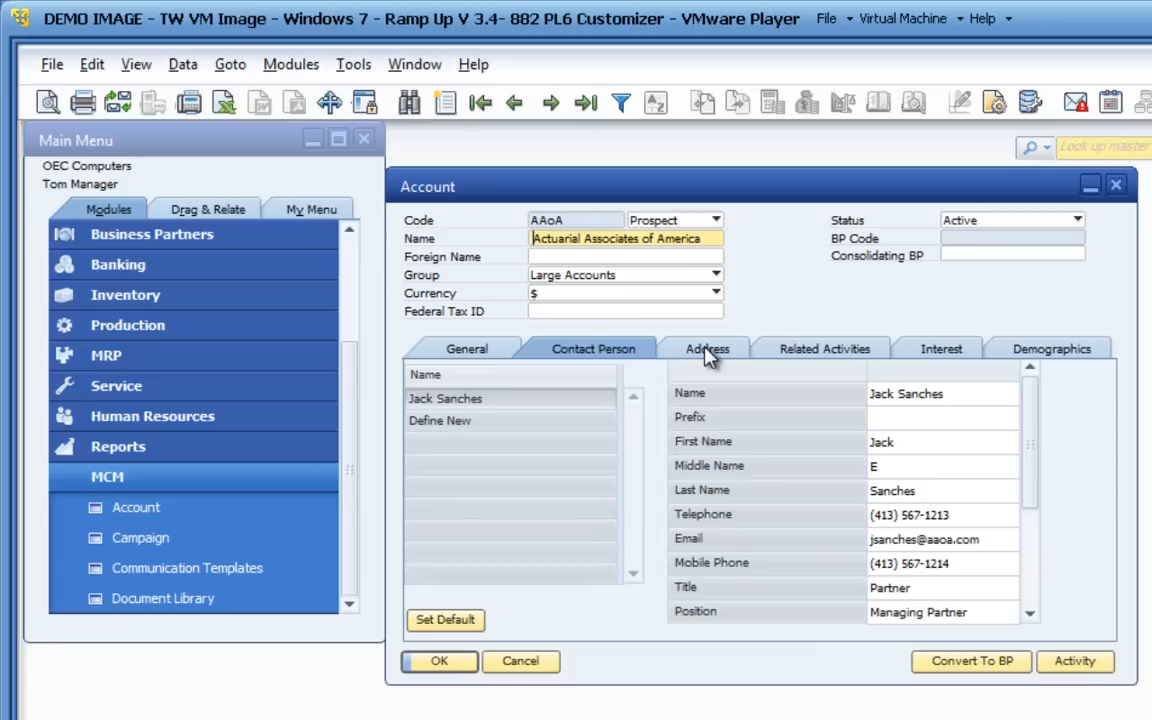 DEMO IMAGE - TW VM Image - Windows 7 - Ramp Up V 3.4- 882 PL6 Customizer - VMware Player File Virtual Machine Help
File Edit View Data Goto Modules Tools Window Help
Main Menu
OEC Computers
Tom Manager
Modules Drag & Relate My Menu
Business Partners
Banking
Inventory
Production
MRP
Service
Human Resources
Reports
MCM
Account
Campaign
Communication Templates
Document Library
Look up master
Account
Code AAoA Prospect Status Active
Name Actuarial Associates of America BP Code
Foreign Name Consolidating BP
Group Large Accounts
Currency $
Federal Tax ID
General Contact Person Address Related Activities Interest Demographics
Name
Jack Sanches
Define New
Set Default
Name Jack Sanches
Prefix
First Name Jack
Middle Name E
Last Name Sanches
Telephone (413) 567-1213
Email jsanches@aaoa.com
Mobile Phone (413) 567-1214
Title Partner
Position Managing Partner
OK Cancel Convert To BP Activity